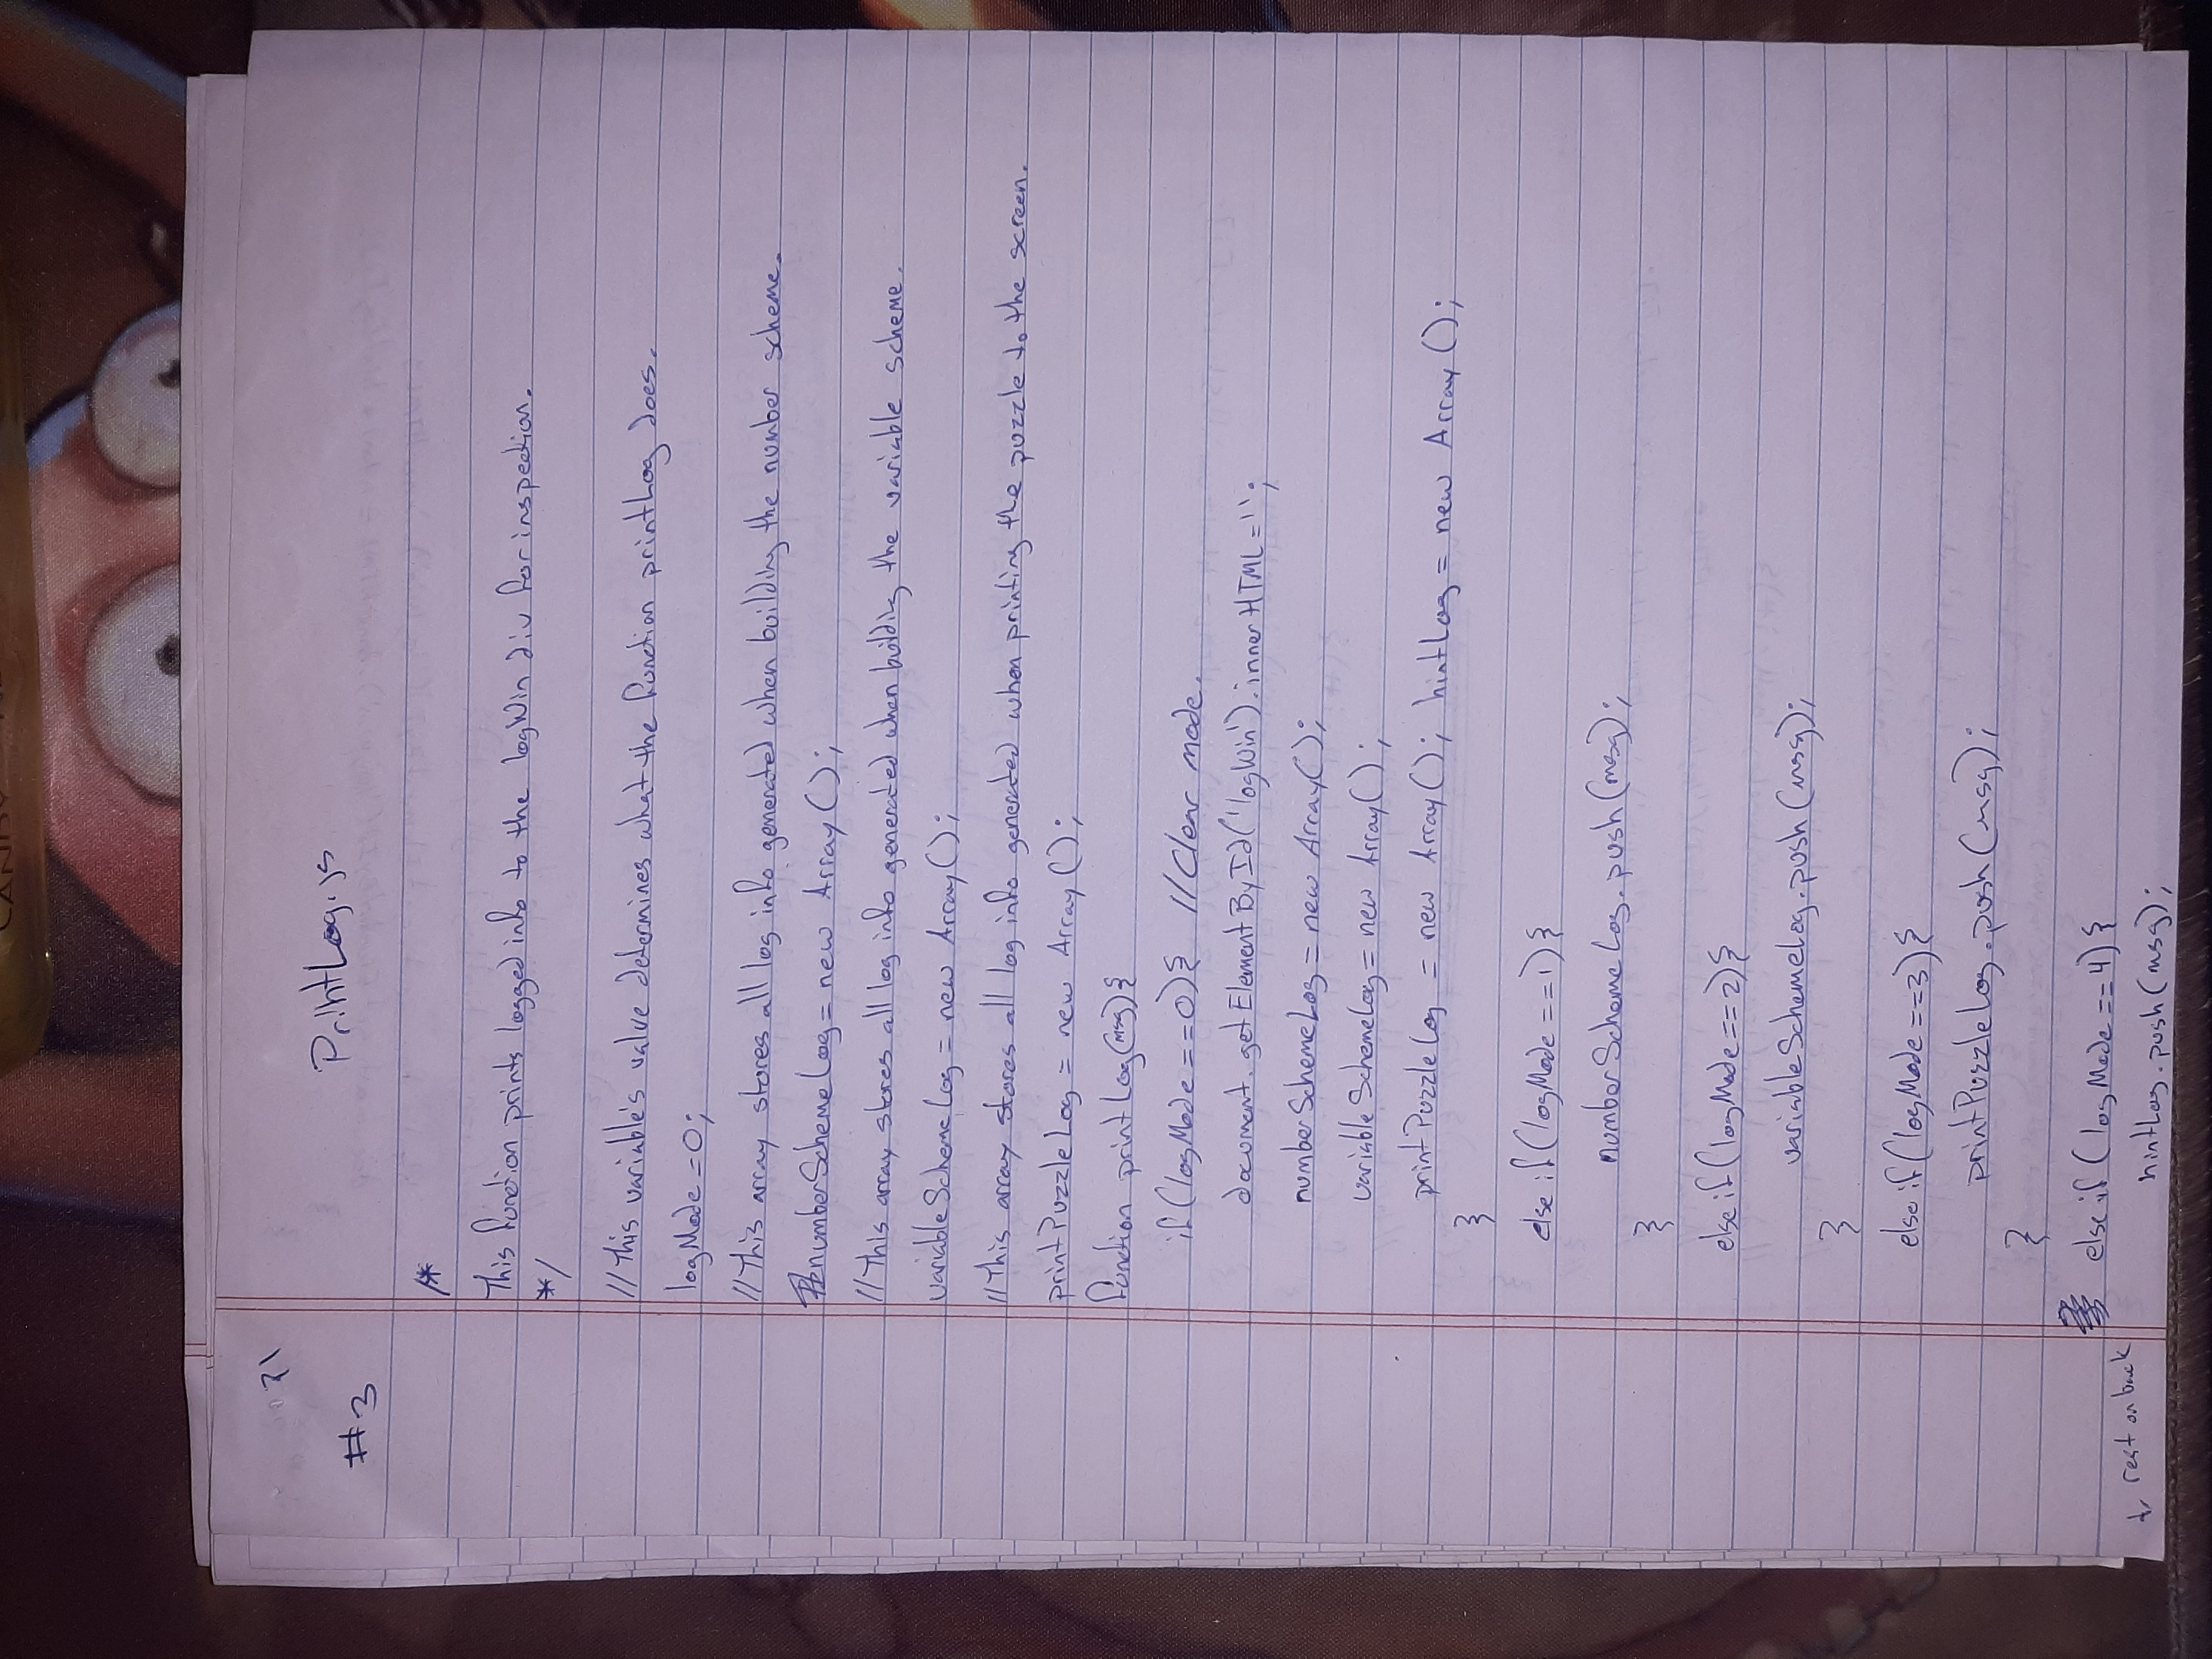 CANDY
71
PrintLog.js
#3
/*
This function prints logged info to the logWin div for inspection.
*/
//This variable's value determines what the function printLog does.
logMode=0;
//This array stores all log info generated when building the number scheme.
numberSchemeLog = new Array();
//This array stores all log info generated when building the variable scheme.
variableSchemeLog = new Array();
//This array stores all log info generated when printing the puzzle to the screen.
printPuzzleLog = new Array();
function printLog(msg){
if(logMode==0){ //Clear mode.
document.getElementById('logWin').innerHTML='';
numberSchemeLog = new Array();
variableSchemeLog = new Array();
printPuzzleLog = new Array(); hintLog = new Array();
}
else if(logMode==1){
numberSchemeLog.push(msg);
}
else if(logMode==2){
variableSchemeLog.push(msg);
}
else if(logMode==3){
printPuzzleLog.push(msg);
}
else if(logMode==4){
rest on back
hintLog.push(msg);